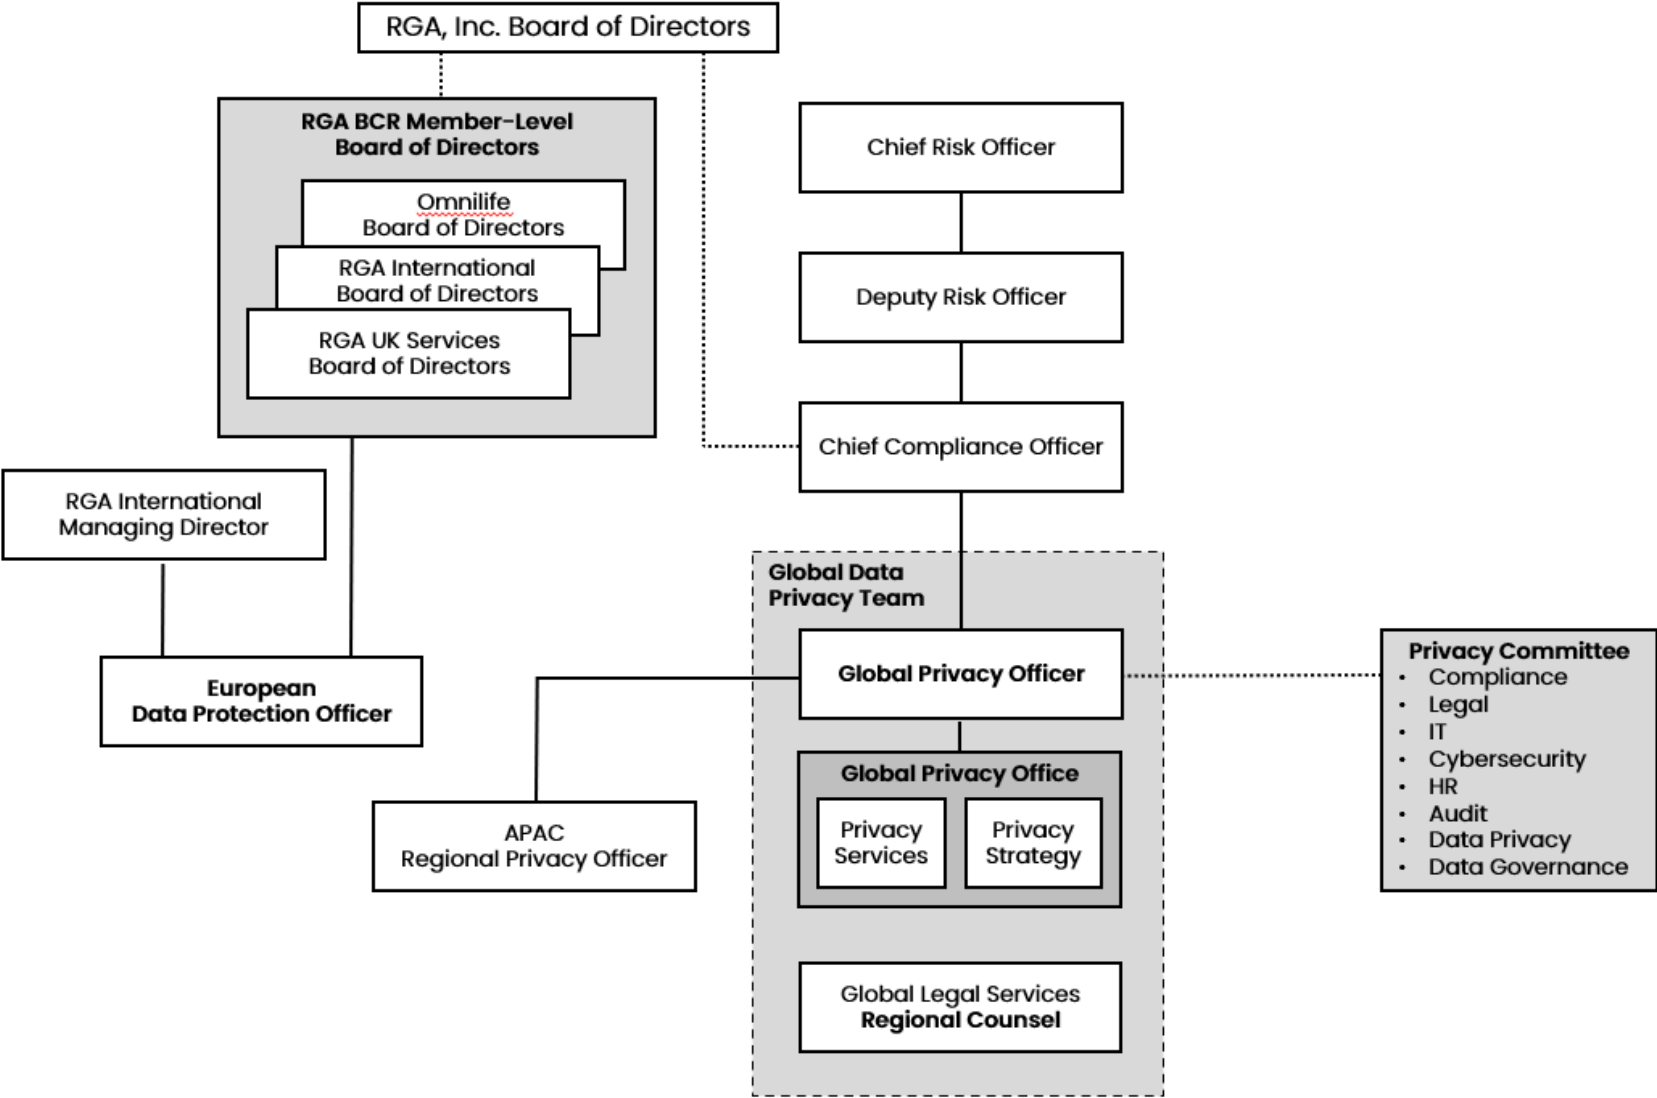 RGA, Inc. Board of Directors
RGA BCR Member-Level
Board of Directors
Omnilife
Board of Directors
RGA International
Board of Directors
RGA UK Services
Board of Directors
Chief Risk Officer
Deputy Risk Officer
Chief Compliance Officer
RGA International
Managing Director
European
Data Protection Officer
Global Data
Privacy Team
Global Privacy Officer
Global Privacy Office
Privacy
Services
Privacy
Strategy
APAC
Regional Privacy Officer
Global Legal Services
Regional Counsel
Privacy Committee
• Compliance
• Legal
• IT
• Cybersecurity
• HR
• Audit
• Data Privacy
• Data Governance